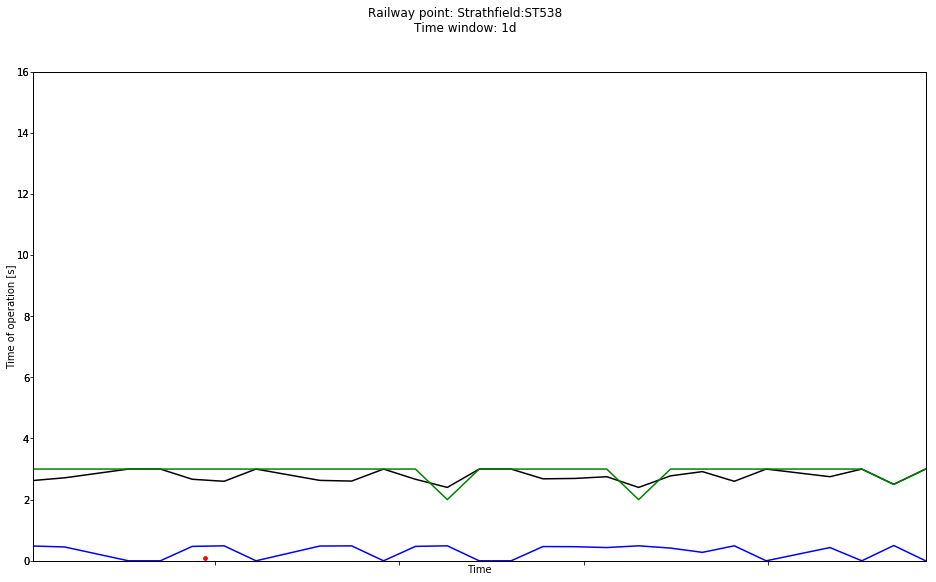 Railway point: Strathfield:ST538
Time window: 1d
16
14
12
10
8
6
4
2
0
Time of operation [s]
Time